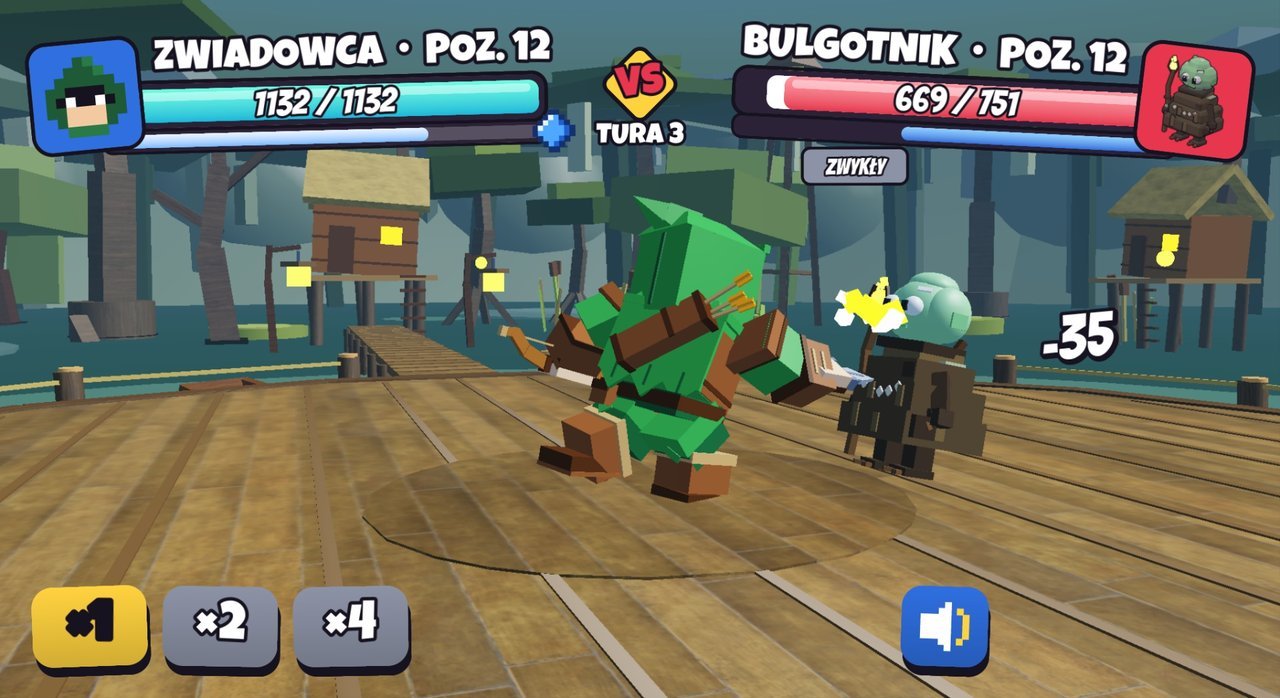 ZWIADOWCA • POZ. 12
1132 / 1132
VS
TURA 3
BULGOTNIK • POZ. 12
669 / 751
ZWYKŁY
-35
×1
×2
×4